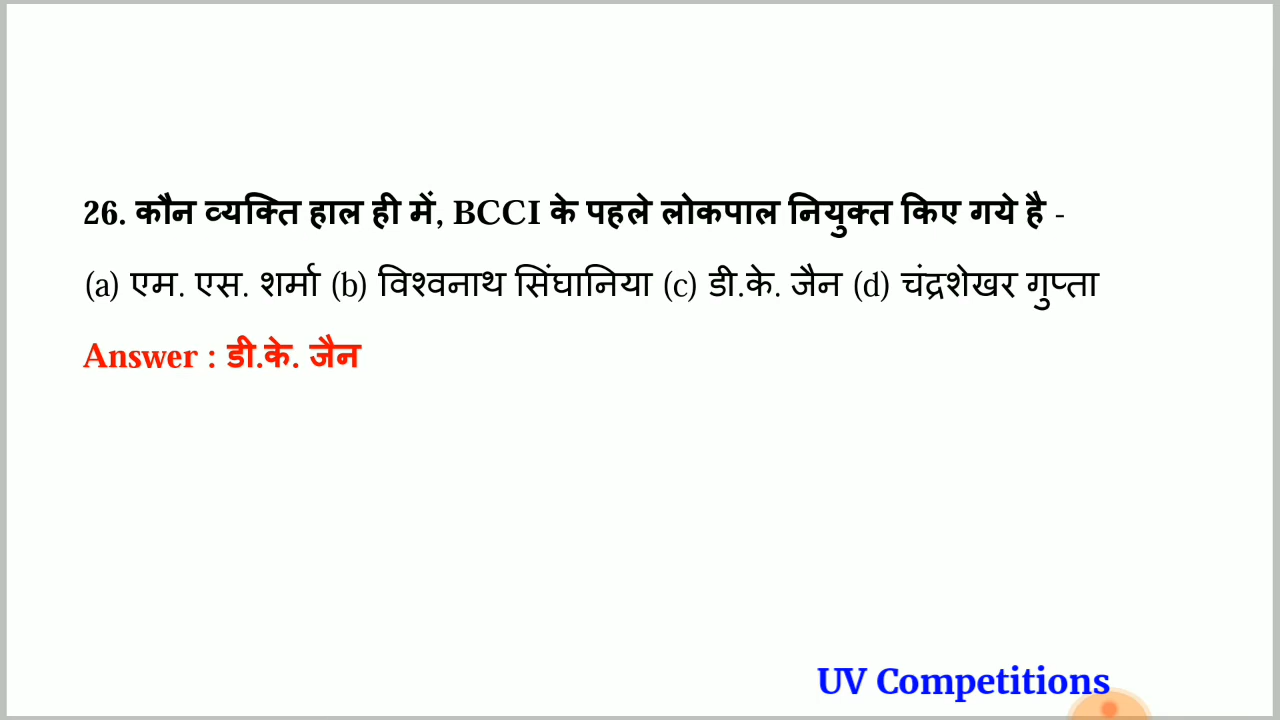 26. कौन व्यक्ति हाल ही में, BCCI के पहले लोकपाल नियुक्त किए गये है -
(a) एम. एस. शर्मा (b) विश्वनाथ सिंघानिया (c) डी.के. जैन (d) चंद्रशेखर गुप्ता
Answer : डी.के. जैन
UV Competitions